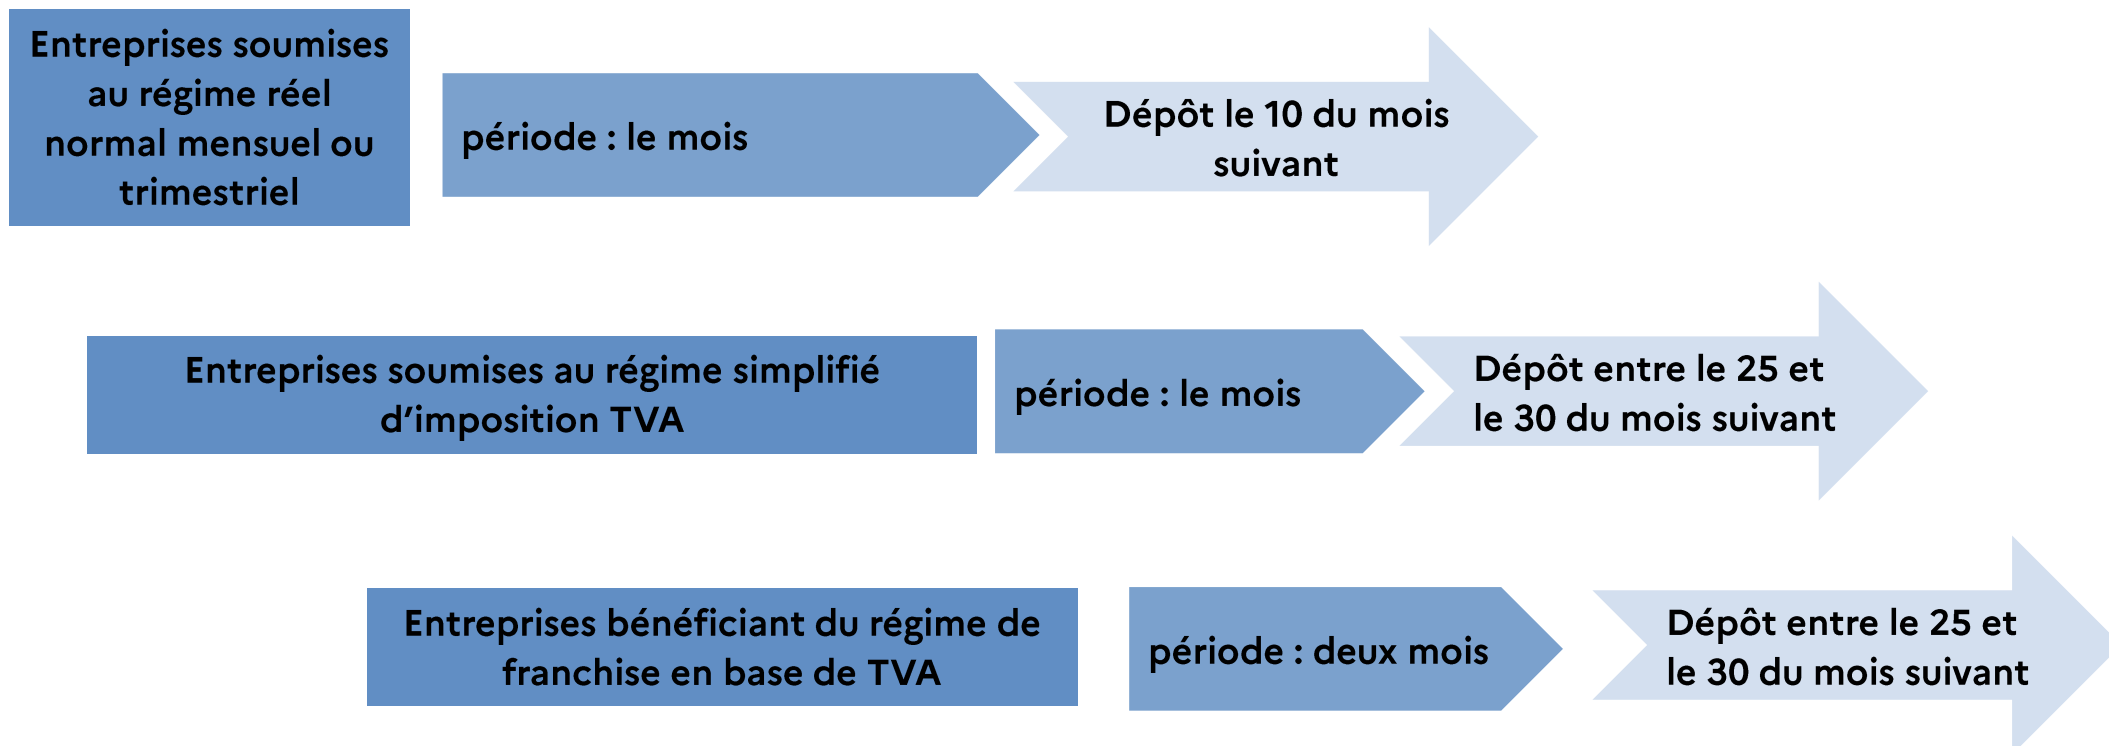 Entreprises soumises
au régime réel
normal mensuel ou
trimestriel
période : le mois
Dépôt le 10 du mois
suivant
Entreprises soumises au régime simplifié
d’imposition TVA
période : le mois
Dépôt entre le 25 et
le 30 du mois suivant
Entreprises bénéficiant du régime de
franchise en base de TVA
période : deux mois
Dépôt entre le 25 et
le 30 du mois suivant